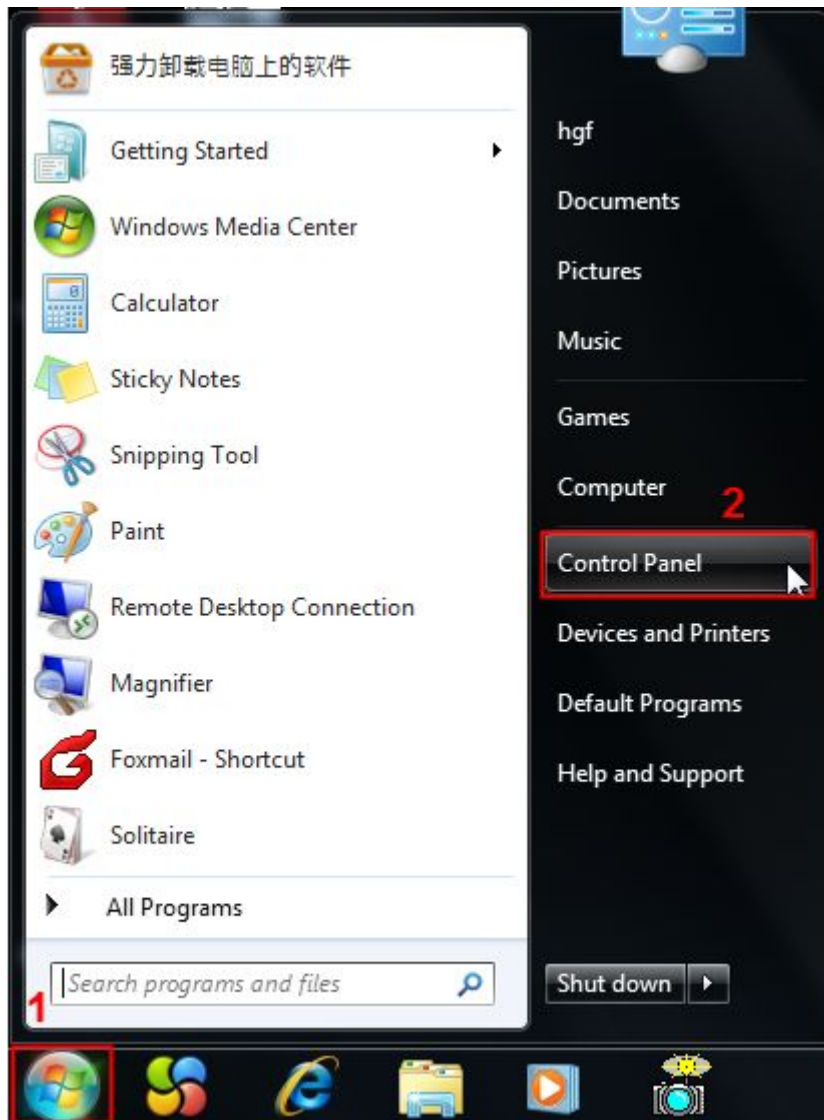 强力卸载电脑上的软件
Getting Started
Windows Media Center
Calculator
Sticky Notes
Snipping Tool
Paint
Remote Desktop Connection
Magnifier
Foxmail - Shortcut
Solitaire
All Programs
Search programs and files
1
hgf
Documents
Pictures
Music
Games
Computer
2
Control Panel
Devices and Printers
Default Programs
Help and Support
Shut down